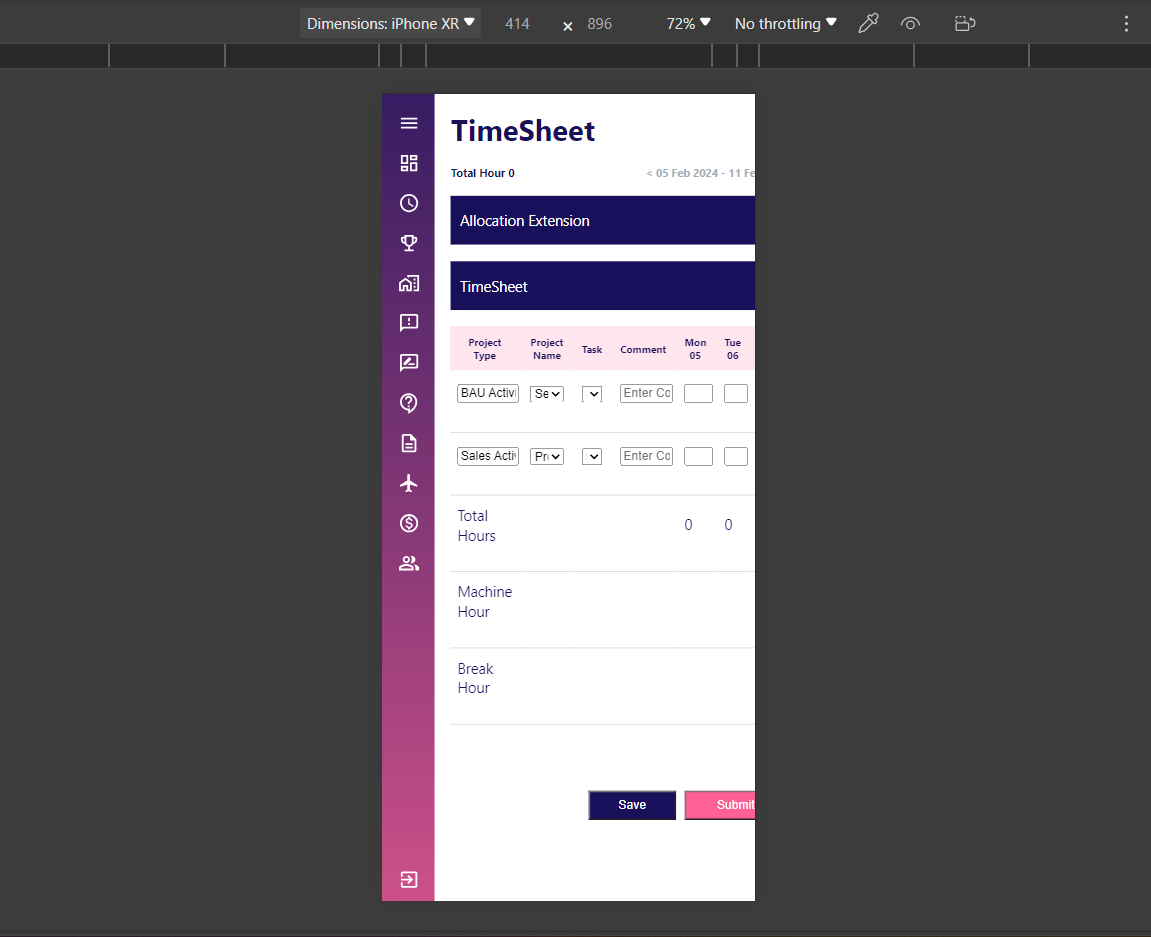 Dimensions: iPhone XR 414 × 896 72% No throttling
TimeSheet
Total Hour 0 < 05 Feb 2024 - 11 Fe
Allocation Extension
TimeSheet
Project Type Project Name Task Comment Mon 05 Tue 06
BAU Activi Se Enter Co
Sales Activ Pro Enter Co
Total
Hours 0 0
Machine
Hour
Break
Hour
Save Submit